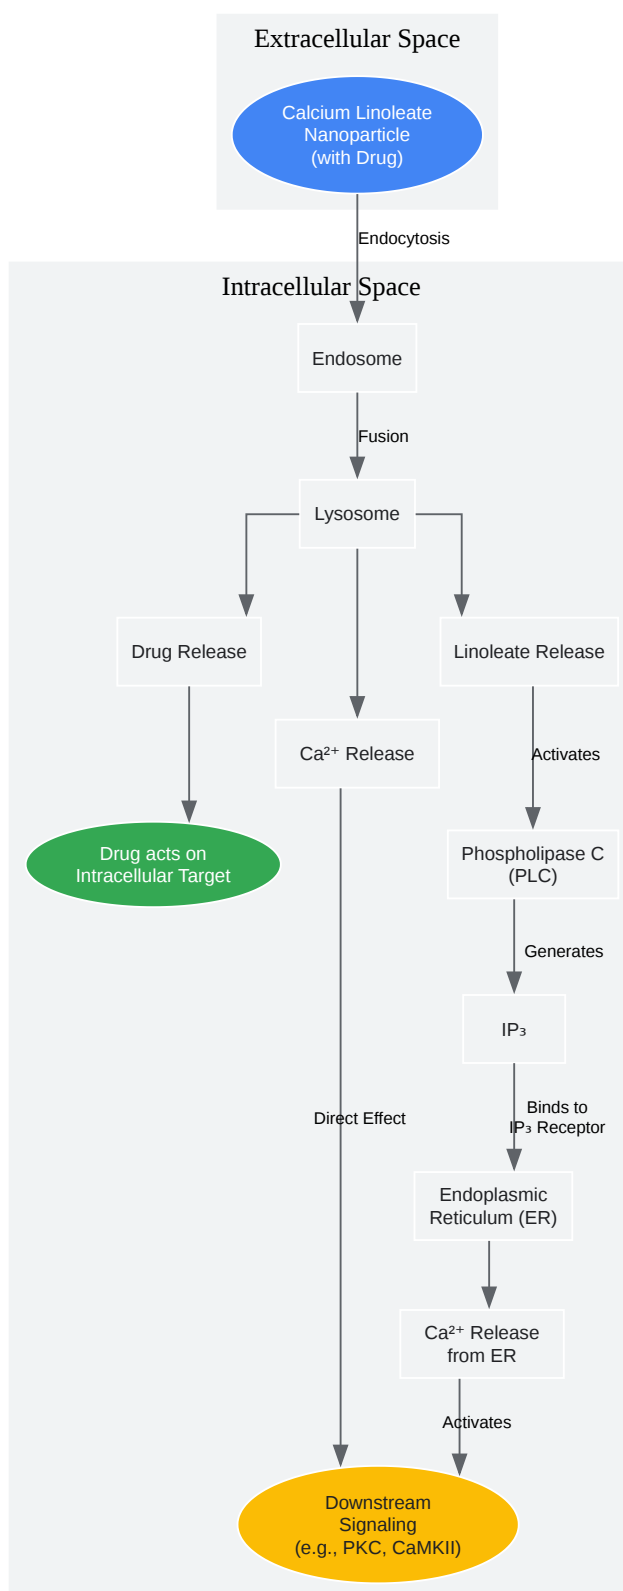 Extracellular Space
Calcium Linoleate
Nanoparticle
(with Drug)
Endocytosis
Intracellular Space
Endosome
Fusion
Lysosome
Drug Release
Linoleate Release
Ca²⁺ Release
Activates
Drug acts on
Intracellular Target
Phospholipase C
(PLC)
Generates
IP₃
Direct Effect
Binds to
IP₃ Receptor
Endoplasmic
Reticulum (ER)
Ca²⁺ Release
from ER
Activates
Downstream
Signaling
(e.g., PKC, CaMKII)